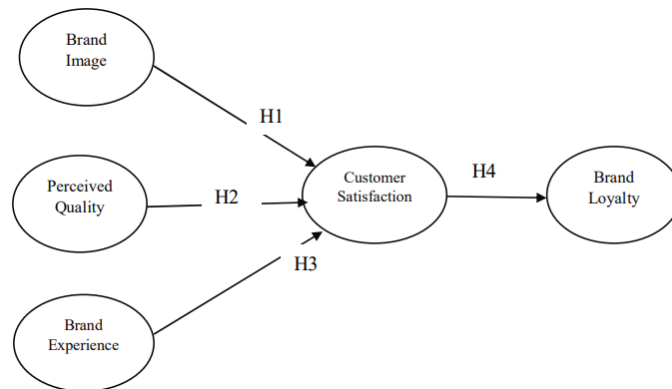 Brand
Image
H1
Perceived
Quality
H2
Customer
Satisfaction
H4
Brand
Loyalty
H3
Brand
Experience